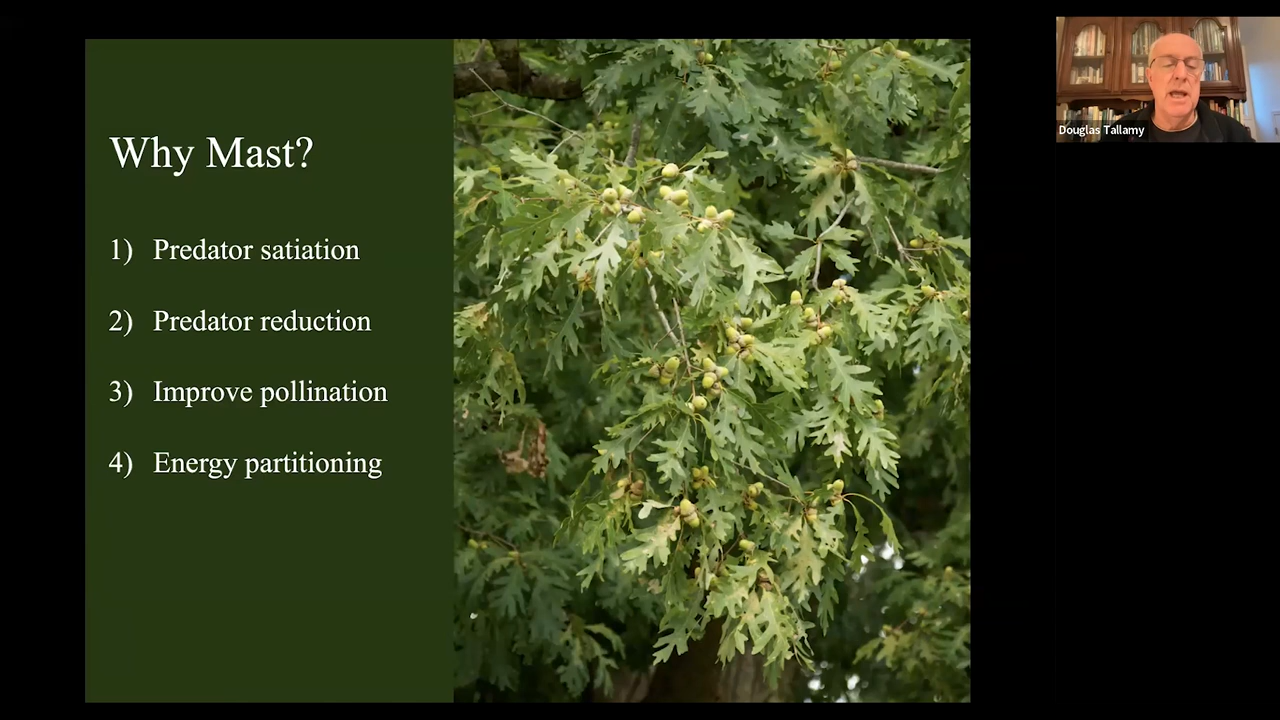 Why Mast?
1) Predator satiation
2) Predator reduction
3) Improve pollination
4) Energy partitioning
Douglas Tallamy